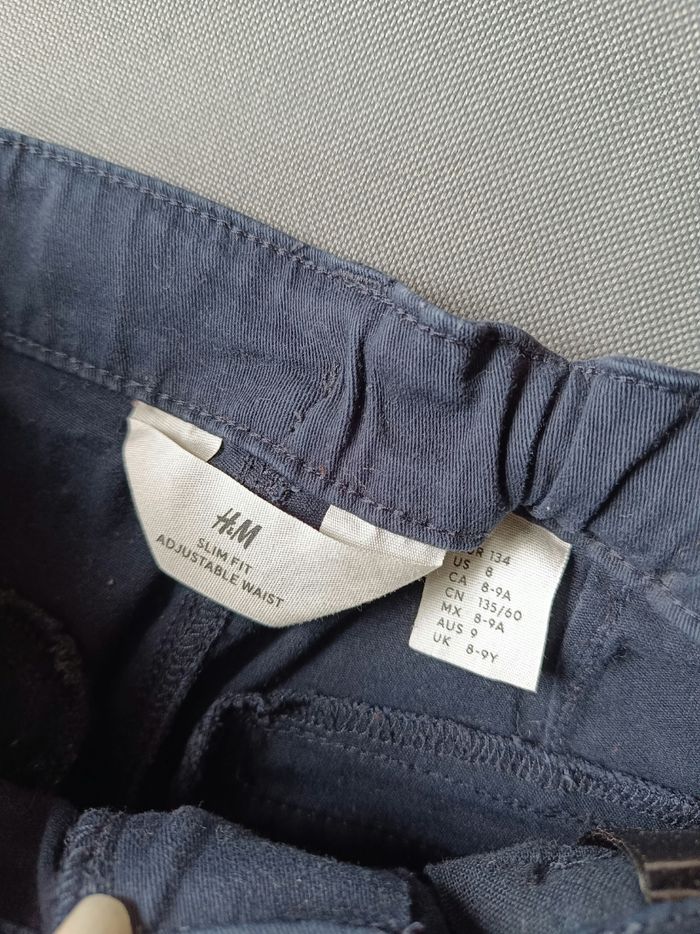 H&M
SLIM FIT
ADJUSTABLE WAIST
134
US 8
CA 8-9A
CN 135/60
MX 8-9A
AUS 9
UK 8-9Y